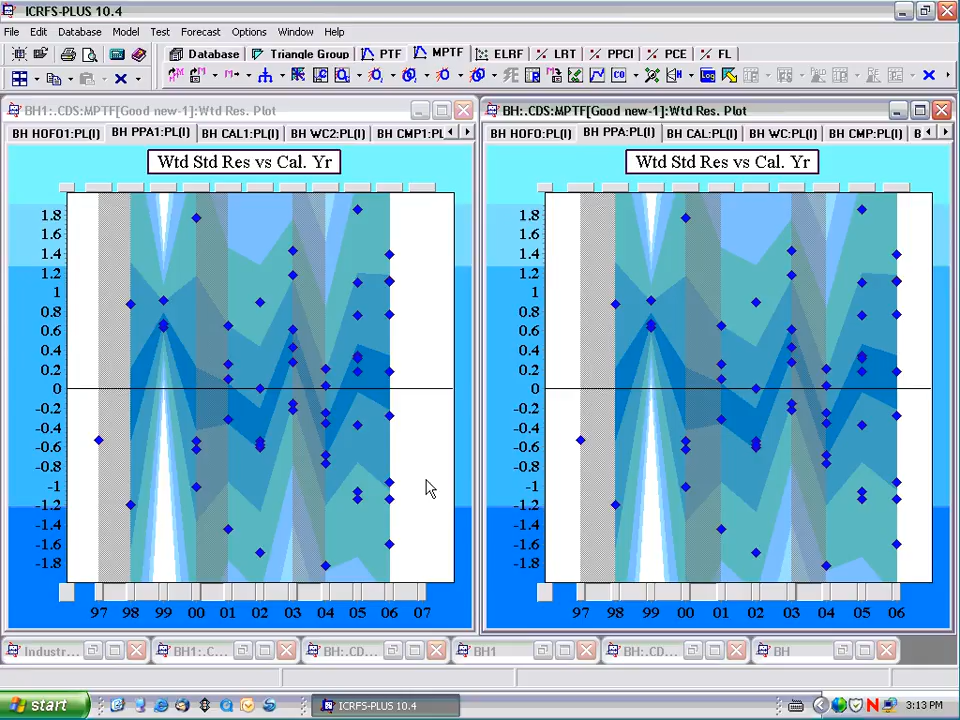 ICRFS-PLUS 10.4
File Edit Database Model Test Forecast Options Window Help
Database Triangle Group PTF MPTF ELRF LRT PPCI PCE FL
BH1:.CDS:MPTF[Good new-1]:Wtd Res. Plot
BH HOFO1:PL(I) BH PPA1:PL(I) BH CAL1:PL(I) BH WC2:PL(I) BH CMP1:PL
Wtd Std Res vs Cal. Yr
1.8
1.6
1.4
1.2
1
0.8
0.6
0.4
0.2
0
-0.2
-0.4
-0.6
-0.8
-1
-1.2
-1.4
-1.6
-1.8
97 98 99 00 01 02 03 04 05 06 07
BH:.CDS:MPTF[Good new-1]:Wtd Res. Plot
BH HOFO:PL(I) BH PPA:PL(I) BH CAL:PL(I) BH WC:PL(I) BH CMP:PL(I) B
Wtd Std Res vs Cal. Yr
1.8
1.6
1.4
1.2
1
0.8
0.6
0.4
0.2
0
-0.2
-0.4
-0.6
-0.8
-1
-1.2
-1.4
-1.6
-1.8
97 98 99 00 01 02 03 04 05 06
Industr... BH1:.C... BH:.CD... BH1 BH:.CD... BH
start ICRFS-PLUS 10.4 3:13 PM